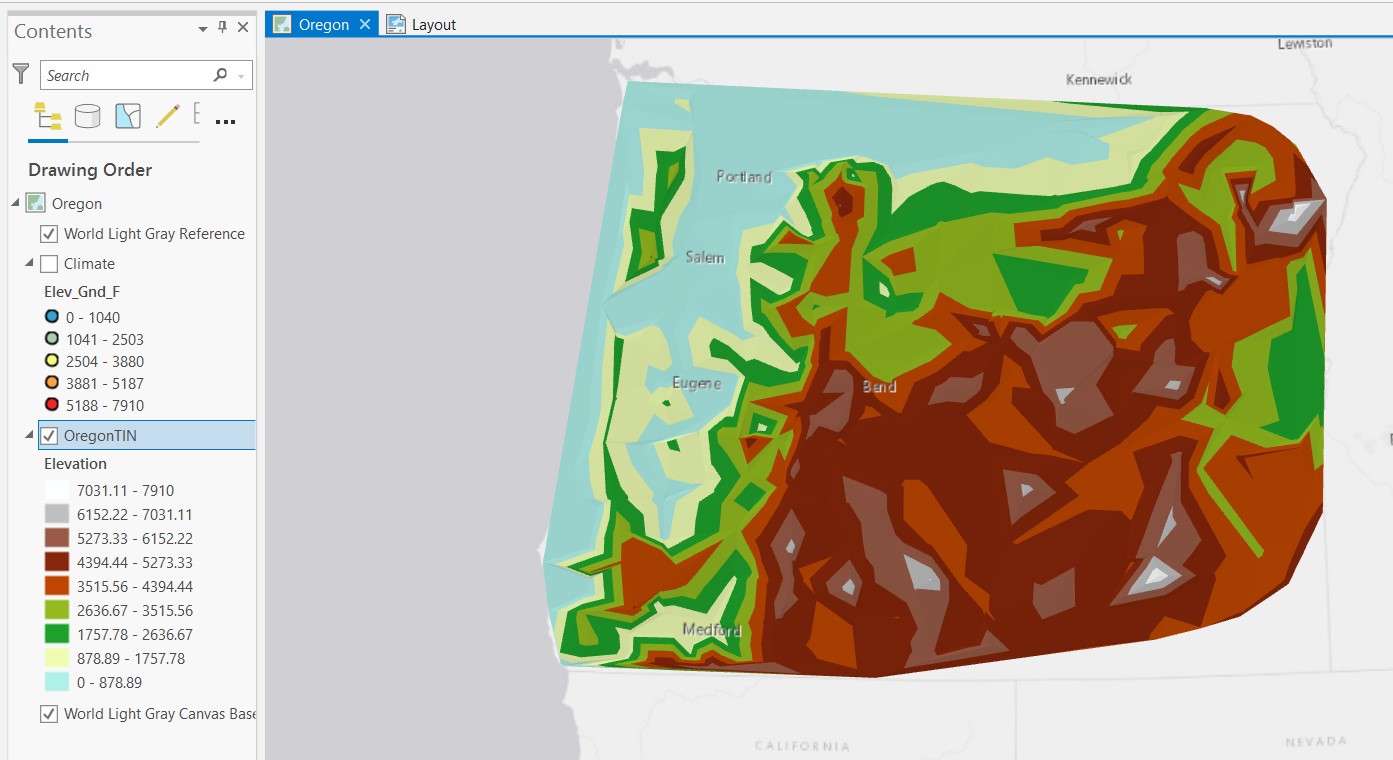 Contents
Search
Drawing Order
Oregon
World Light Gray Reference
Climate
Elev_Gnd_F
0 - 1040
1041 - 2503
2504 - 3880
3881 - 5187
5188 - 7910
OregonTIN
Elevation
7031.11 - 7910
6152.22 - 7031.11
5273.33 - 6152.22
4394.44 - 5273.33
3515.56 - 4394.44
2636.67 - 3515.56
1757.78 - 2636.67
878.89 - 1757.78
0 - 878.89
World Light Gray Canvas Base
Oregon
Layout
Lewiston
Kennewick
Portland
Salem
Eugene
Bend
Medford
CALIFORNIA
NEVADA